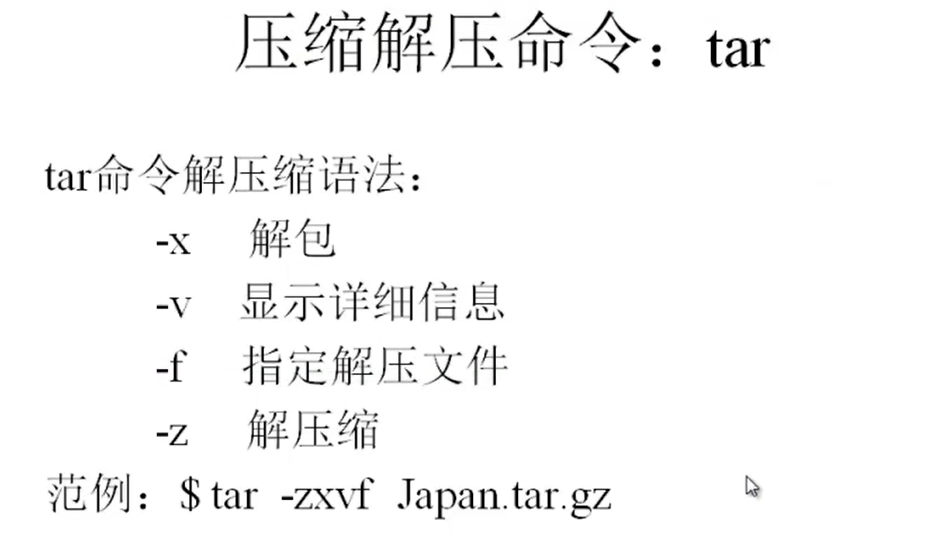 压缩解压命令：tar
tar命令解压缩语法：
-x 解包
-v 显示详细信息
-f 指定解压文件
-z 解压缩
范例：$ tar -zxvf Japan.tar.gz